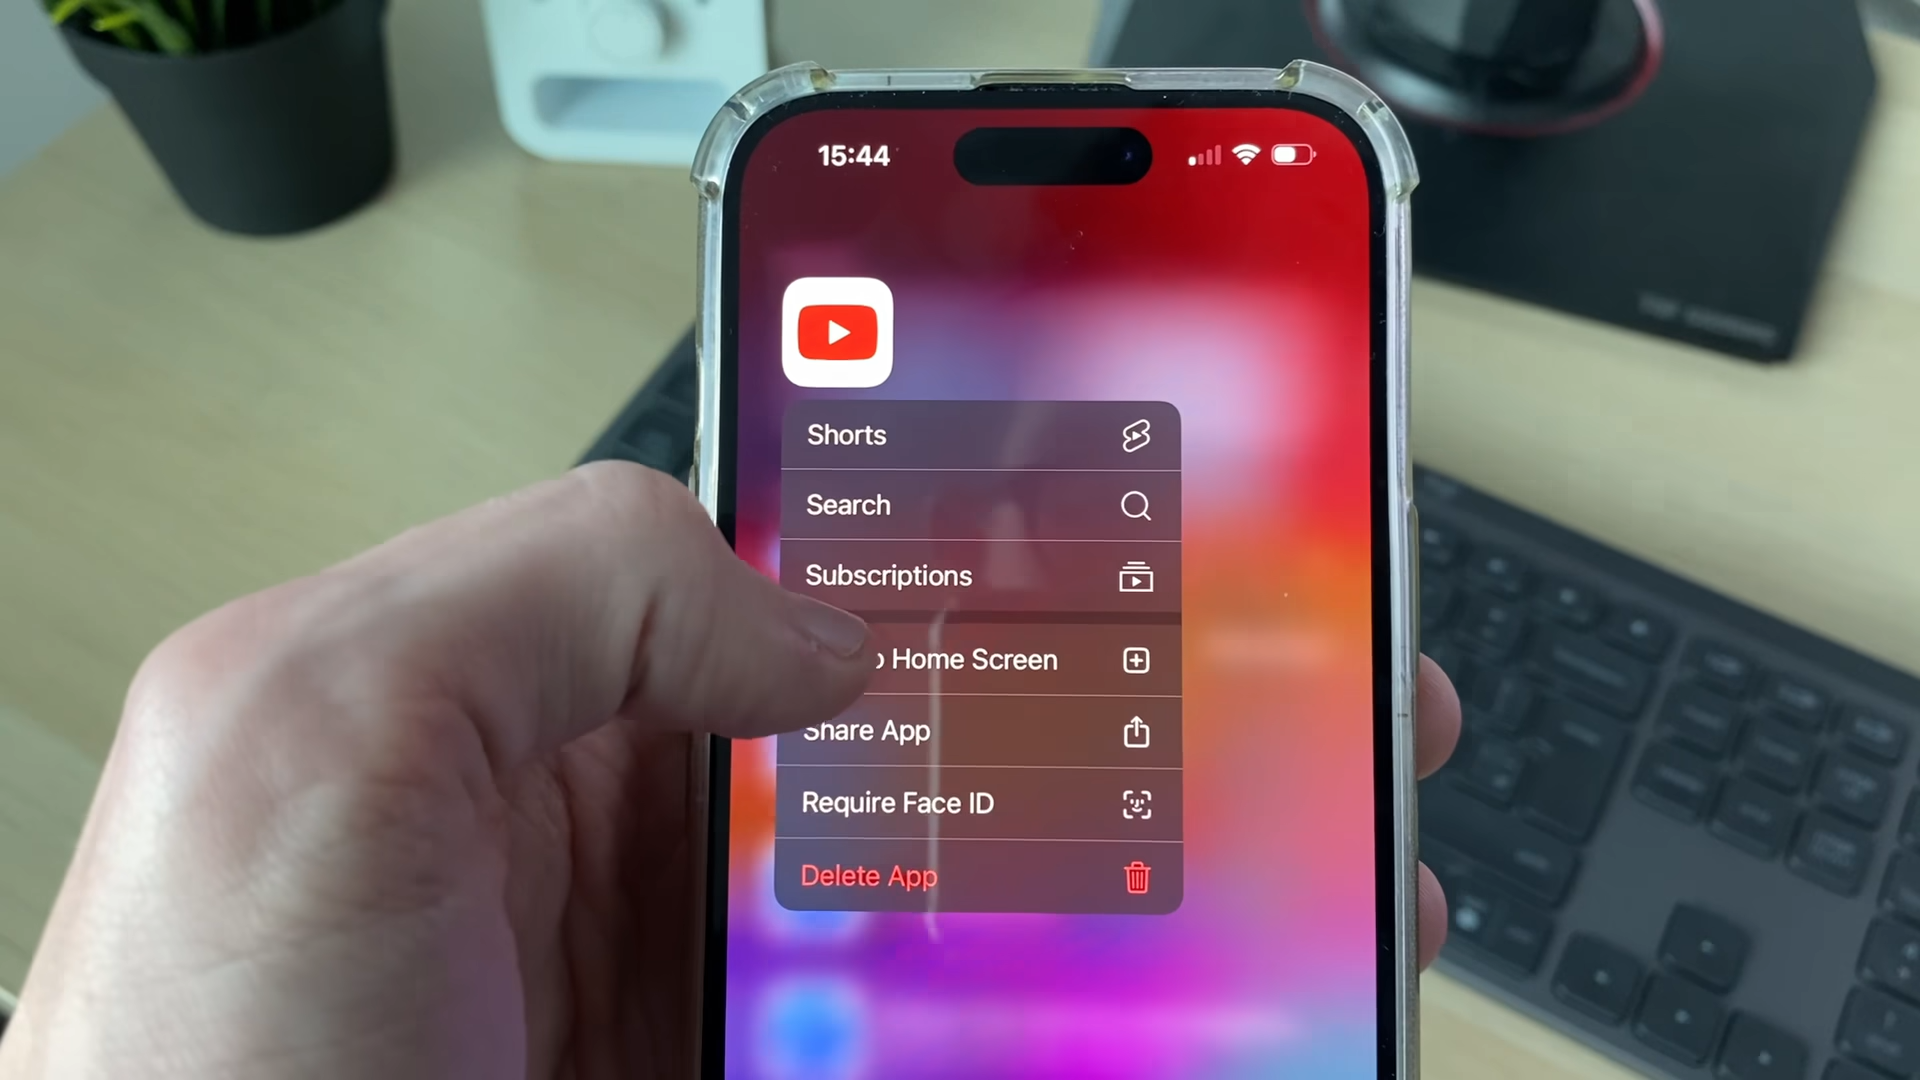 15:44
Shorts
Search
Subscriptions
Home Screen
Share App
Require Face ID
Delete App